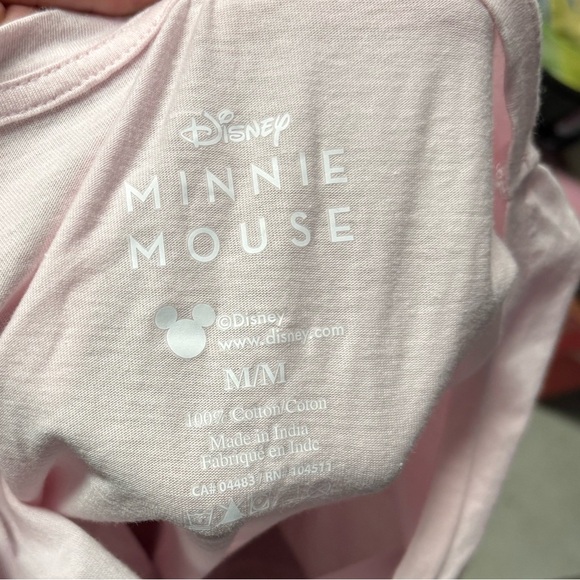 Disney
MINNIE
MOUSE
©Disney
www.disney.com
M/M
100% Cotton/Coton
Made in India
Fabriqué en Inde
CA# 04483 / RN# 104571